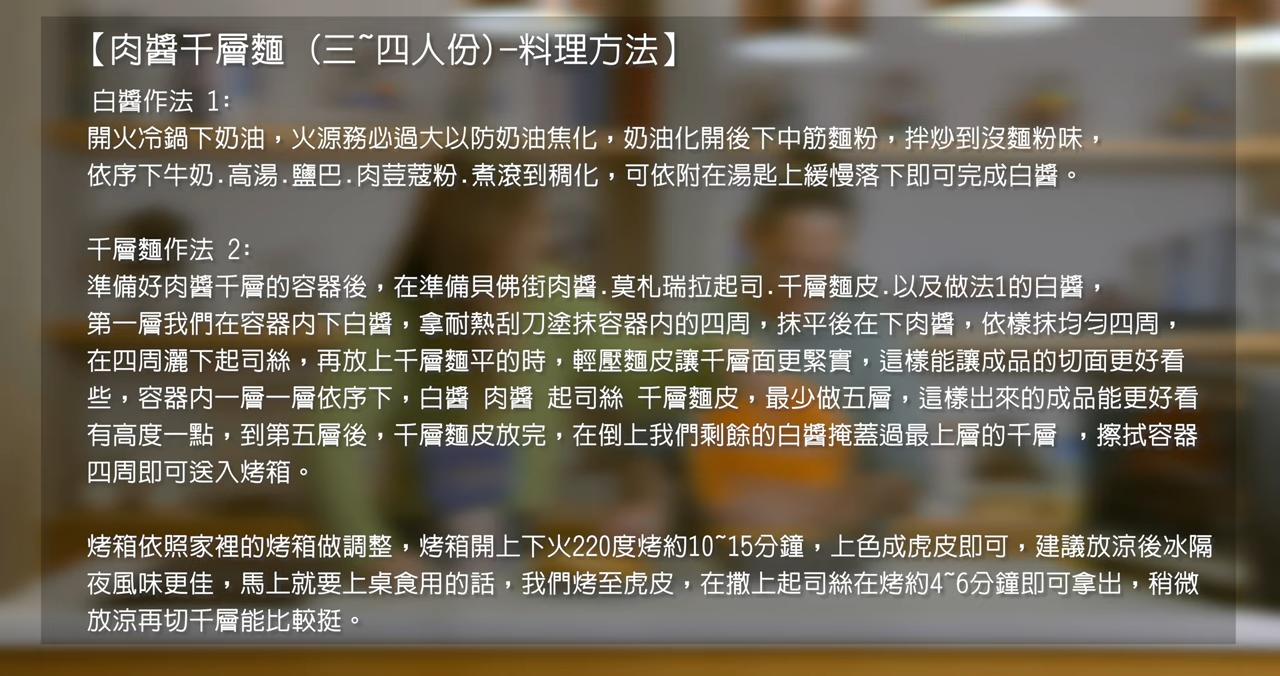 【肉醬千層麵 (三~四人份)-料理方法】
白醬作法 1:
開火冷鍋下奶油，火源務必過大以防奶油焦化，奶油化開後下中筋麵粉，拌炒到沒麵粉味，
依序下牛奶.高湯.鹽巴.肉荳蔻粉.煮滾到稠化，可依附在湯匙上緩慢落下即可完成白醬。
千層麵作法 2:
準備好肉醬千層的容器後，在準備貝佛街肉醬.莫札瑞拉起司.千層麵皮.以及做法1的白醬，
第一層我們在容器內下白醬，拿耐熱刮刀塗抹容器內的四周，抹平後在下肉醬，依樣抹均勻四周，
在四周灑下起司絲，再放上千層麵平的時，輕壓麵皮讓千層面更緊實，這樣能讓成品的切面更好看
些，容器內一層一層依序下，白醬 肉醬 起司絲 千層麵皮，最少做五層，這樣出來的成品能更好看
有高度一點，到第五層後，千層麵皮放完，在倒上我們剩餘的白醬掩蓋過最上層的千層 ，擦拭容器
四周即可送入烤箱。
烤箱依照家裡的烤箱做調整，烤箱開上下火220度烤約10~15分鐘，上色成虎皮即可，建議放涼後冰隔
夜風味更佳，馬上就要上桌食用的話，我們烤至虎皮，在撒上起司絲在烤約4~6分鐘即可拿出，稍微
放涼再切千層能比較挺。